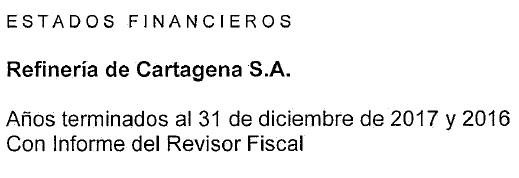 ESTADOS FINANCIEROS
Refinería de Cartagena S.A.
Años terminados al 31 de diciembre de 2017 y 2016
Con Informe del Revisor Fiscal